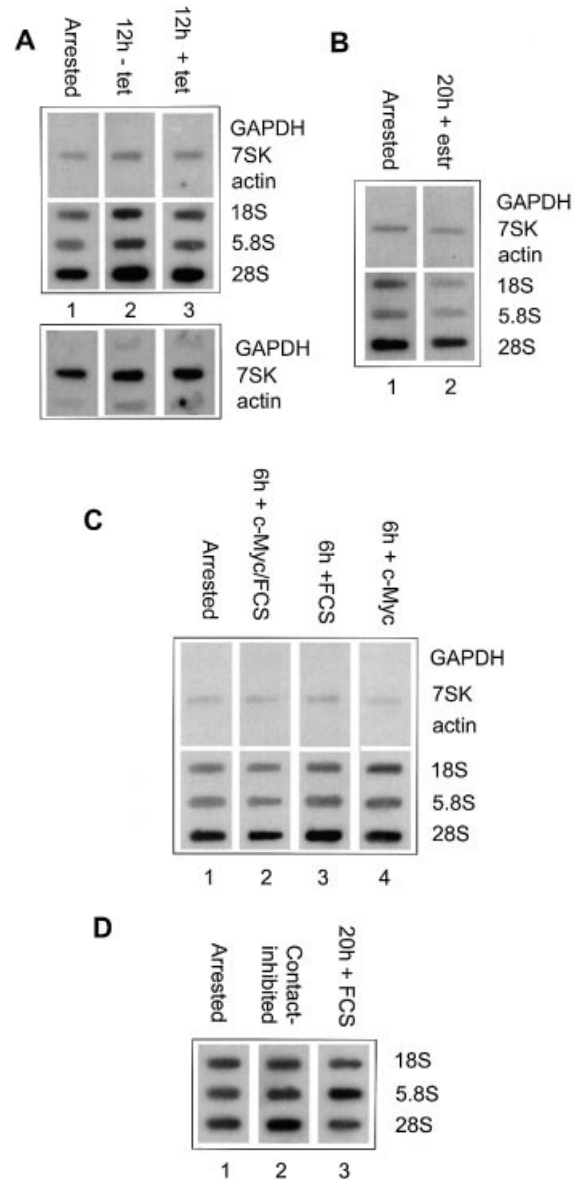 A
Arrested
12h - tet
12h + tet
GAPDH
7SK
actin
18S
5.8S
28S
1 2 3
GAPDH
7SK
actin
B
Arrested
20h + estr
GAPDH
7SK
actin
18S
5.8S
28S
1 2
C
Arrested
6h + c-Myc/FCS
6h +FCS
6h + c-Myc
GAPDH
7SK
actin
18S
5.8S
28S
1 2 3 4
D
Arrested
Contact-
inhibited
20h + FCS
18S
5.8S
28S
1 2 3